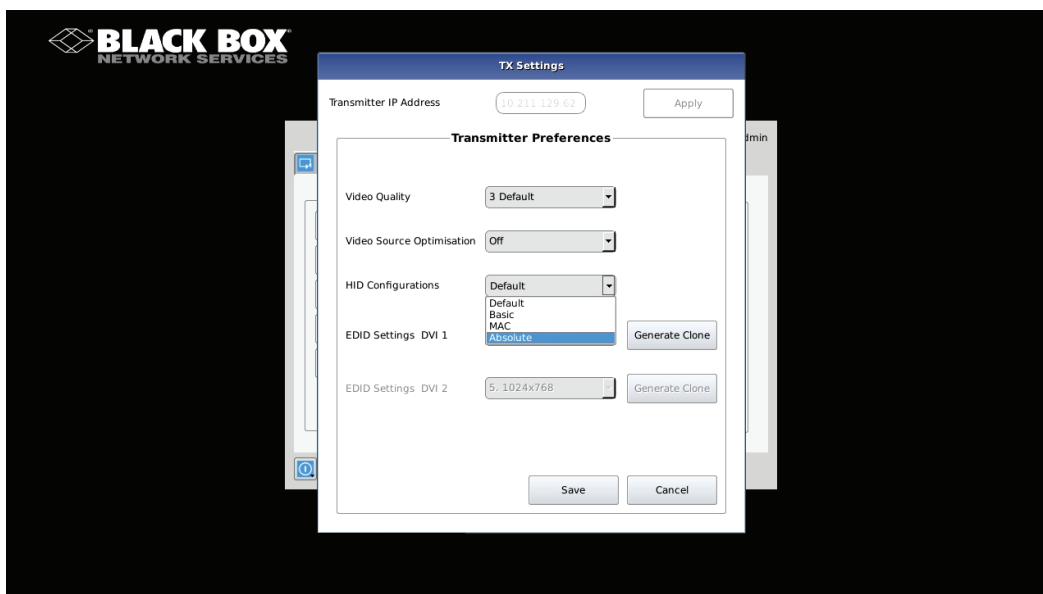 BLACK BOX
NETWORK SERVICES
TX Settings
Transmitter IP Address 10.211.129.62 Apply
Transmitter Preferences
Video Quality 3 Default
Video Source Optimisation Off
HID Configurations Default
Default
Basic
MAC
Absolute
EDID Settings DVI 1 Generate Clone
EDID Settings DVI 2 5. 1024x768 Generate Clone
Save Cancel